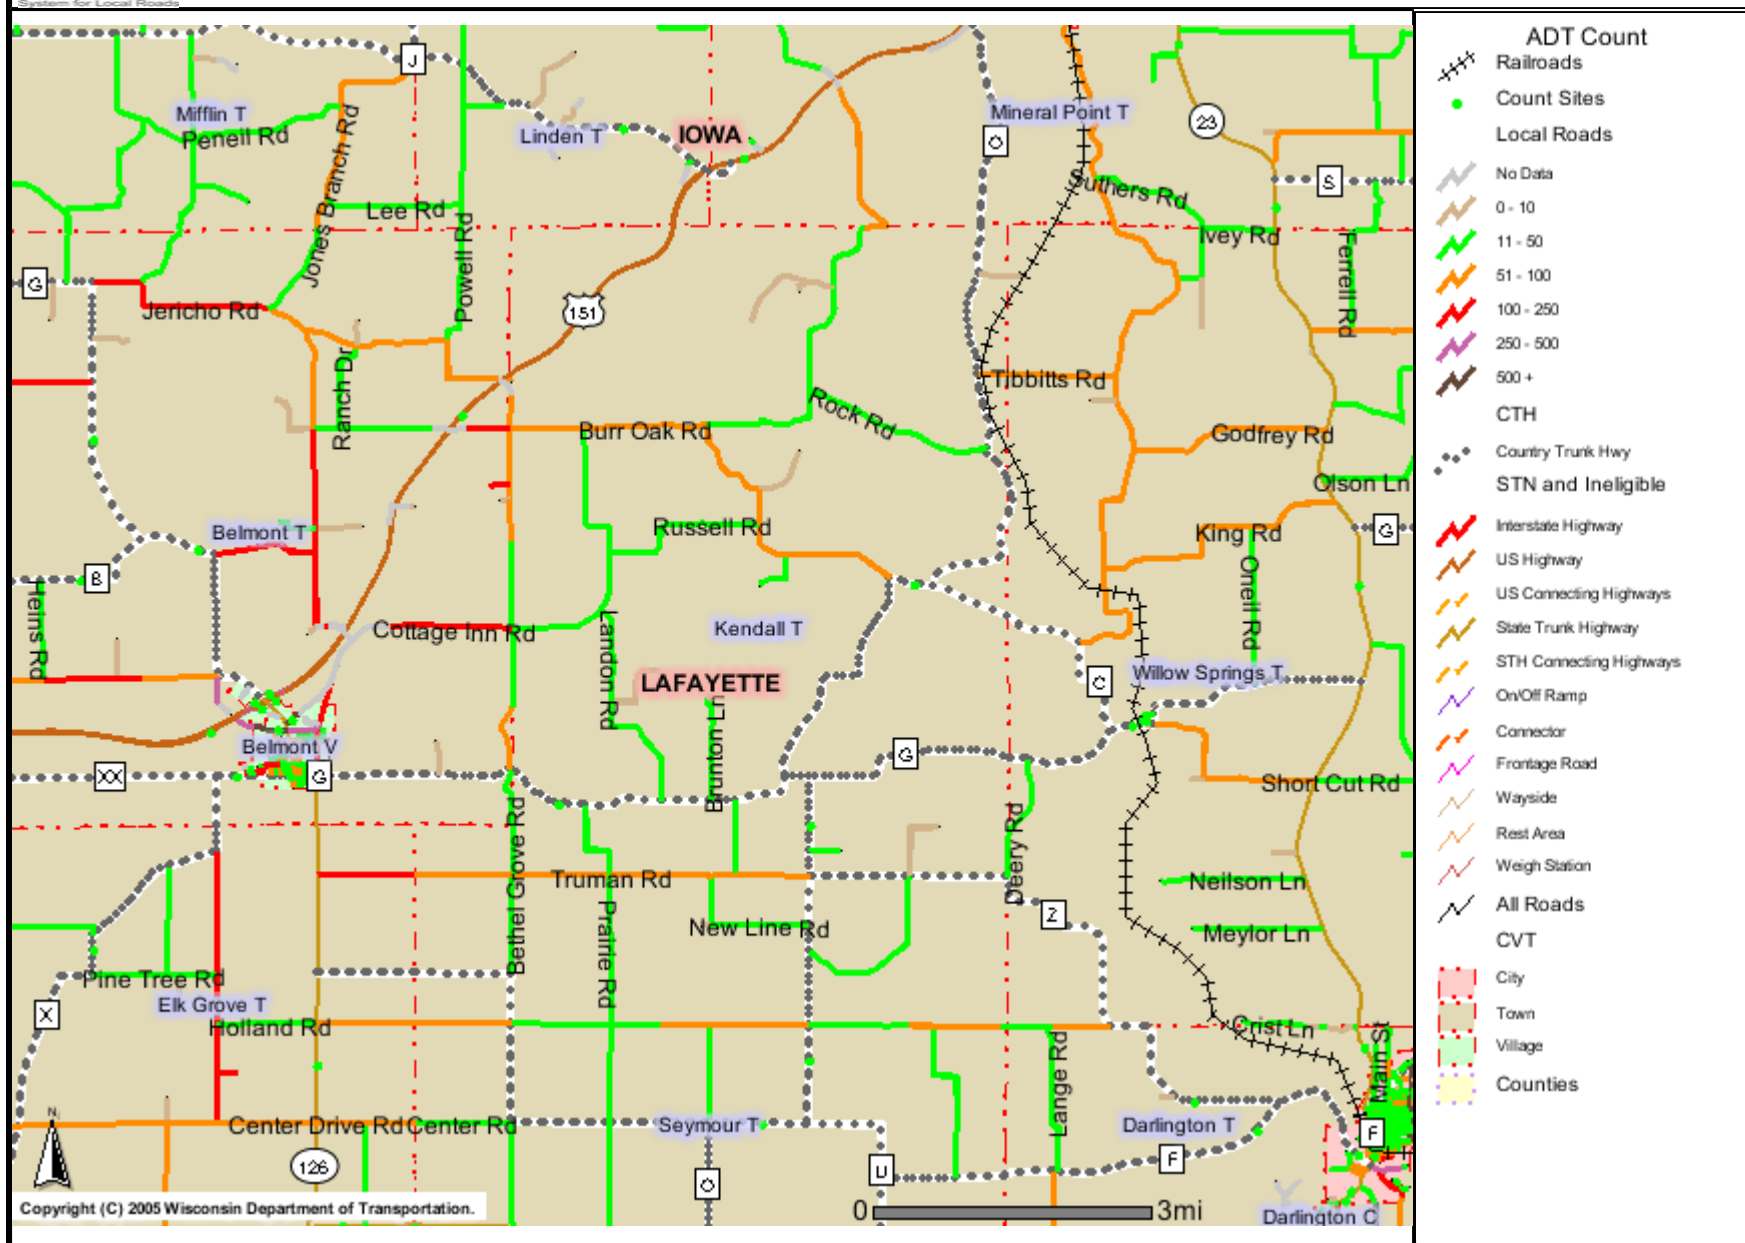 System for Local Roads
J
Mifflin T
Penell Rd
Jones Branch Rd
Linden T
IOWA
Mineral Point T
O
23
S
Suthers Rd
Lee Rd
Powell Rd
Ivey Rd
Ferrell Rd
G
Jericho Rd
151
Ranch Dr
Tibbitts Rd
Rock Rd
Burr Oak Rd
Godfrey Rd
Olson Ln
Belmont T
Russell Rd
King Rd
G
Oneil Rd
B
Heins Rd
Cottage Inn Rd
Landon Rd
Kendall T
LAFAYETTE
C
Willow Springs T
Brunton Ln
Belmont V
XX
G
G
Short Cut Rd
Bethel Grove Rd
Deery Rd
Truman Rd
Neilson Ln
Prairie Rd
New Line Rd
Z
Meylor Ln
Pine Tree Rd
Elk Grove T
X
Holland Rd
Crist Ln
Main St
Lange Rd
N
Center Drive Rd
Center Rd
Seymour T
Darlington T
F
126
U
F
O
Copyright (C) 2005 Wisconsin Department of Transportation.
0
3mi
Darlington C
ADT Count
Railroads
Count Sites
Local Roads
No Data
0 - 10
11 - 50
51 - 100
100 - 250
250 - 500
500 +
CTH
Country Trunk Hwy
STN and Ineligible
Interstate Highway
US Highway
US Connecting Highways
State Trunk Highway
STH Connecting Highways
On/Off Ramp
Connector
Frontage Road
Wayside
Rest Area
Weigh Station
All Roads
CVT
City
Town
Village
Counties